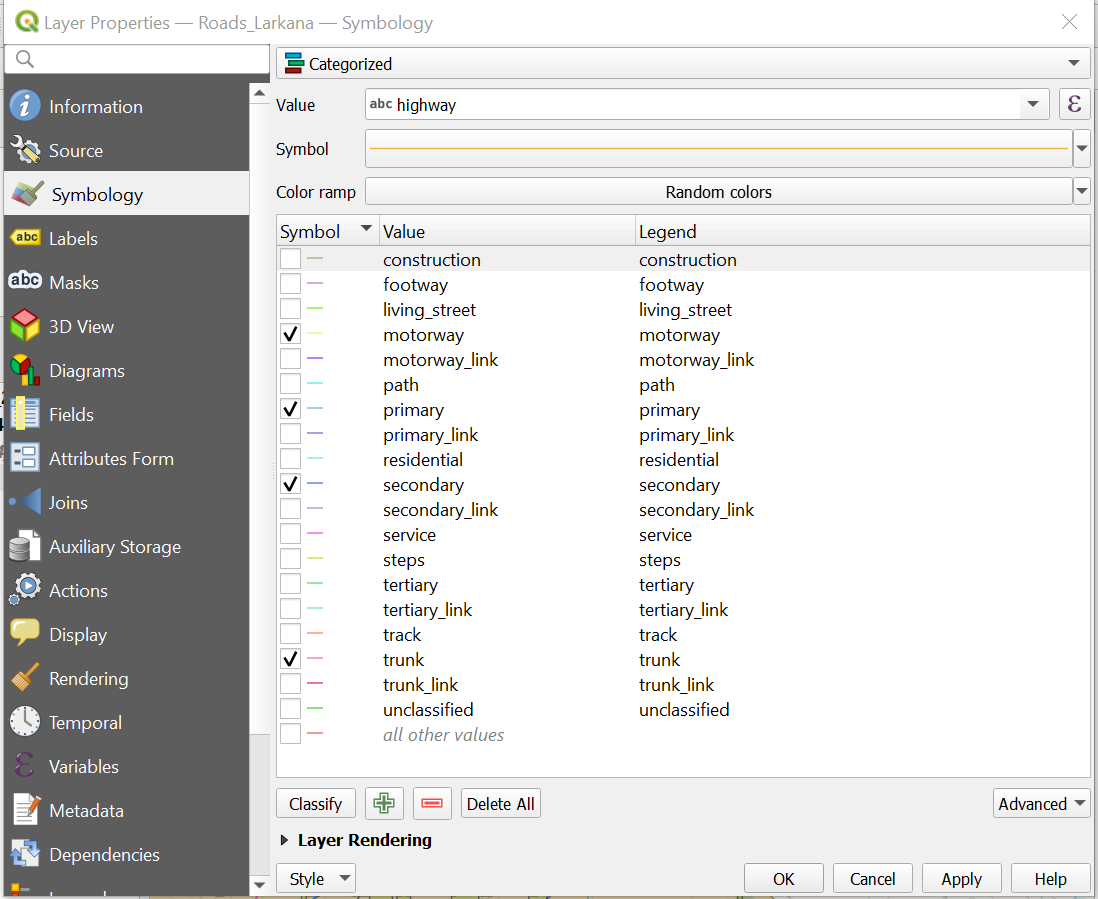 Layer Properties — Roads_Larkana — Symbology
Information
Source
Symbology
abc Labels
abc Masks
3D View
Diagrams
Fields
Attributes Form
Joins
Auxiliary Storage
Actions
Display
Rendering
Temporal
Variables
Metadata
Dependencies
Categorized
Value abc highway ε
Symbol
Color ramp Random colors
Symbol Value Legend
construction construction
footway footway
living_street living_street
motorway motorway
motorway_link motorway_link
path path
primary primary
primary_link primary_link
residential residential
secondary secondary
secondary_link secondary_link
service service
steps steps
tertiary tertiary
tertiary_link tertiary_link
track track
trunk trunk
trunk_link trunk_link
unclassified unclassified
all other values
Classify Delete All Advanced
Layer Rendering
Style OK Cancel Apply Help